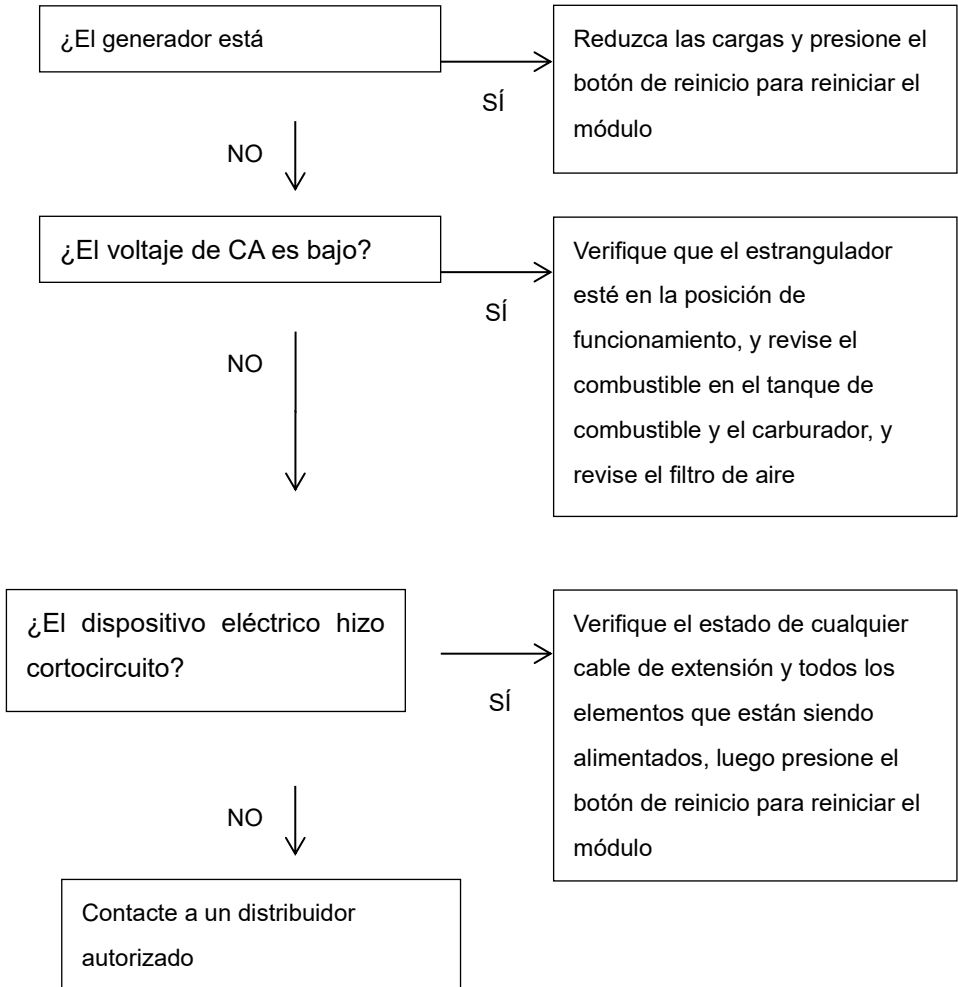 ¿El generador está
SÍ
Reduzca las cargas y presione el
botón de reinicio para reiniciar el
módulo
NO
¿El voltaje de CA es bajo?
SÍ
Verifique que el estrangulador
esté en la posición de
funcionamiento, y revise el
combustible en el tanque de
combustible y el carburador, y
revise el filtro de aire
NO
¿El dispositivo eléctrico hizo
cortocircuito?
SÍ
Verifique el estado de cualquier
cable de extensión y todos los
elementos que están siendo
alimentados, luego presione el
botón de reinicio para reiniciar el
módulo
NO
Contacte a un distribuidor
autorizado